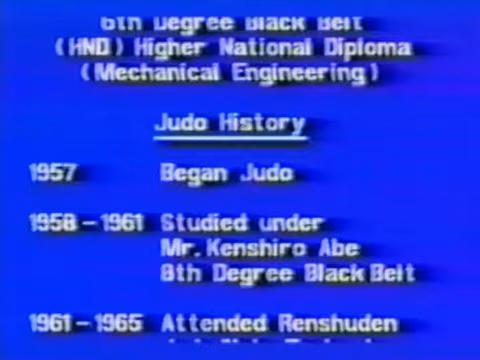 6th Degree Black Belt
(HND) Higher National Diploma
(Mechanical Engineering)
Judo History
1957 Began Judo
1958-1961 Studied under
Mr. Kenshiro Abe
8th Degree Black Belt
1961-1965 Attended Renshuden